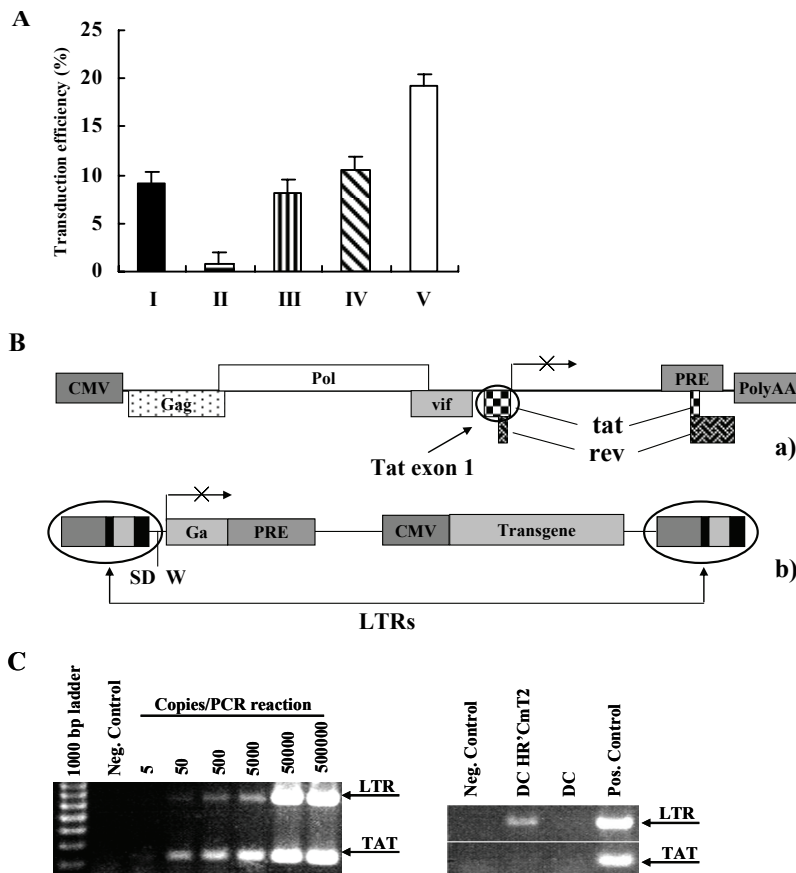 A
Transduction efficiency (%)
25
20
15
10
5
0
I II III IV V
B
CMV
Gag
Pol
vif
PRE
PolyAA
tat
rev
Tat exon 1
a)
Ga
PRE
CMV
Transgene
SD W
b)
LTRs
C
1000 bp ladder
Neg. Control
Copies/PCR reaction
5
50
500
5000
50000
500000
LTR
TAT
Neg. Control
DC HR'CmT2
DC
Pos. Control
LTR
TAT